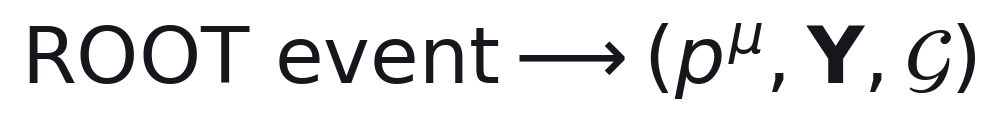 ROOT event ⟶ (p^μ, 𝐘, 𝒢)